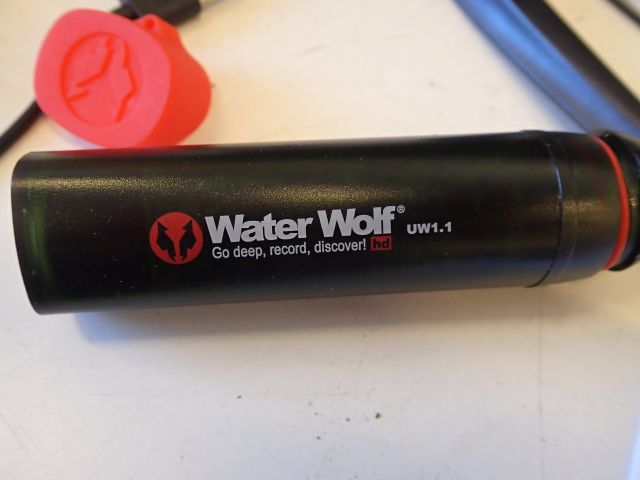 Water Wolf® UW1.1
Go deep, record, discover! hd